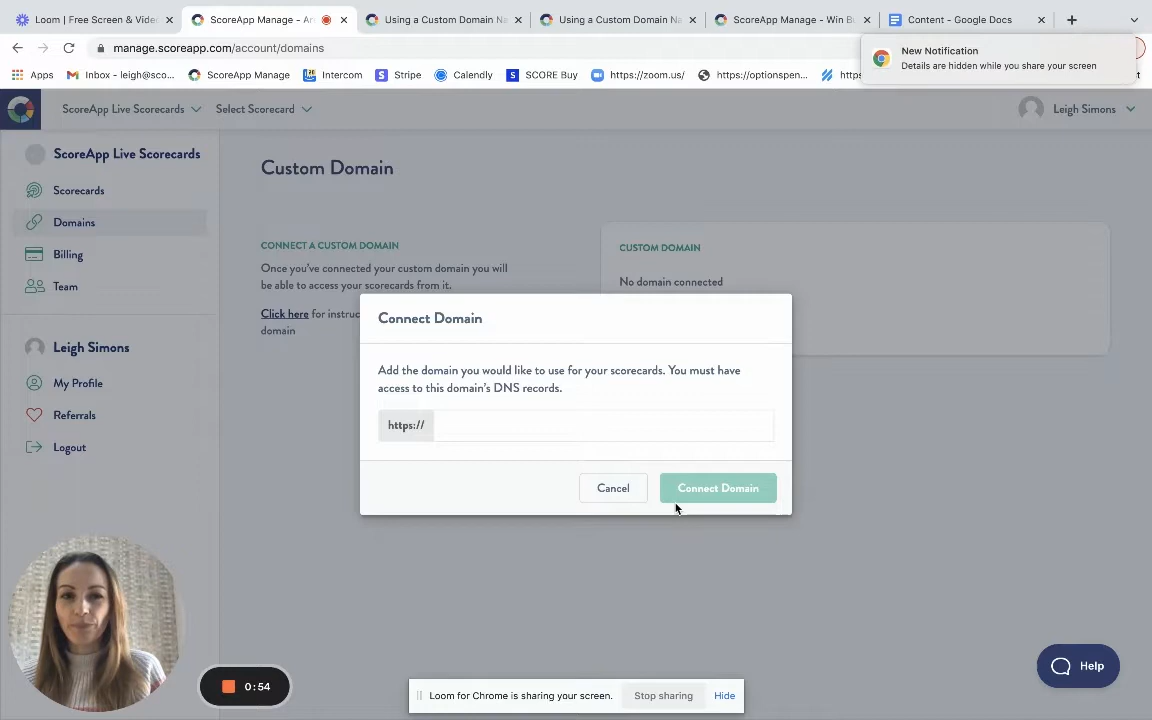 Loom | Free Screen & Video
ScoreApp Manage - An
Using a Custom Domain Na
Using a Custom Domain Na
ScoreApp Manage - Win Bu
Content - Google Docs
manage.scoreapp.com/account/domains
New Notification
Details are hidden while you share your screen
Apps
Inbox - leigh@sco...
ScoreApp Manage
Intercom
Stripe
Calendly
SCORE Buy
https://zoom.us/
https://optionspen...
ScoreApp Live Scorecards
Select Scorecard
Leigh Simons
ScoreApp Live Scorecards
Scorecards
Domains
Billing
Team
Leigh Simons
My Profile
Referrals
Logout
Custom Domain
CONNECT A CUSTOM DOMAIN
Once you've connected your custom domain you will
be able to access your scorecards from it.
Click here for instruc
domain
CUSTOM DOMAIN
No domain connected
Connect Domain
Add the domain you would like to use for your scorecards. You must have
access to this domain's DNS records.
https://
Cancel
Connect Domain
0:54
Loom for Chrome is sharing your screen.
Stop sharing
Hide
Help